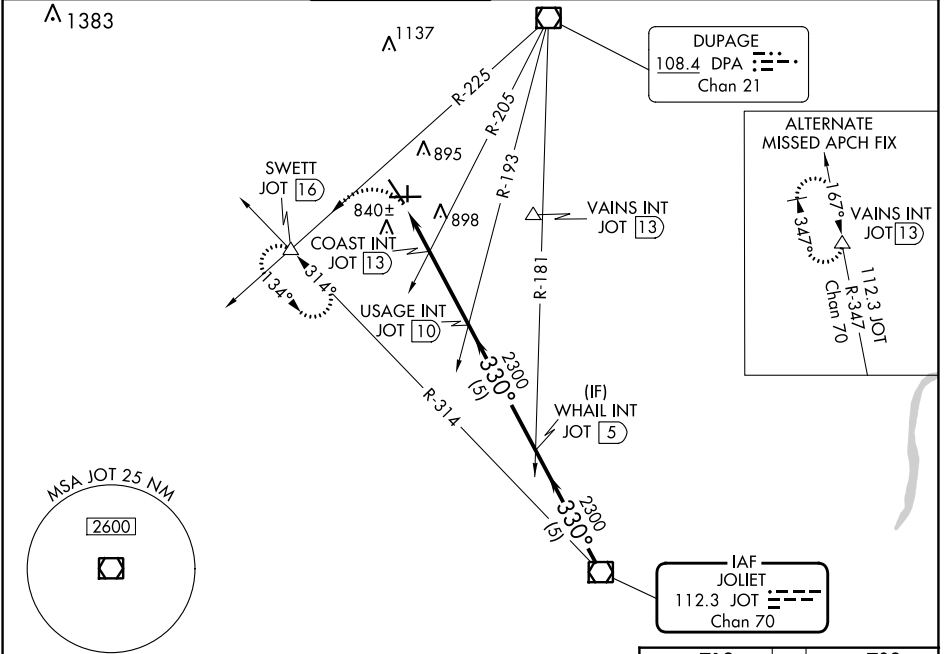 1383
1137
DUPAGE
108.4 DPA
Chan 21
R-225
R-205
R-193
R-181
895
898
840±
SWETT
JOT 16
COAST INT
JOT 13
VAINS INT
JOT 13
USAGE INT
JOT 10
314°
134°
2300
330°
(5)
R-314
(IF)
WHAIL INT
JOT 5
2300
330°
(5)
ALTERNATE
MISSED APCH FIX
167°
347°
VAINS INT
JOT 13
112.3 JOT
R-347
Chan 70
MSA JOT 25 NM
2600
IAF
JOLIET
112.3 JOT
Chan 70